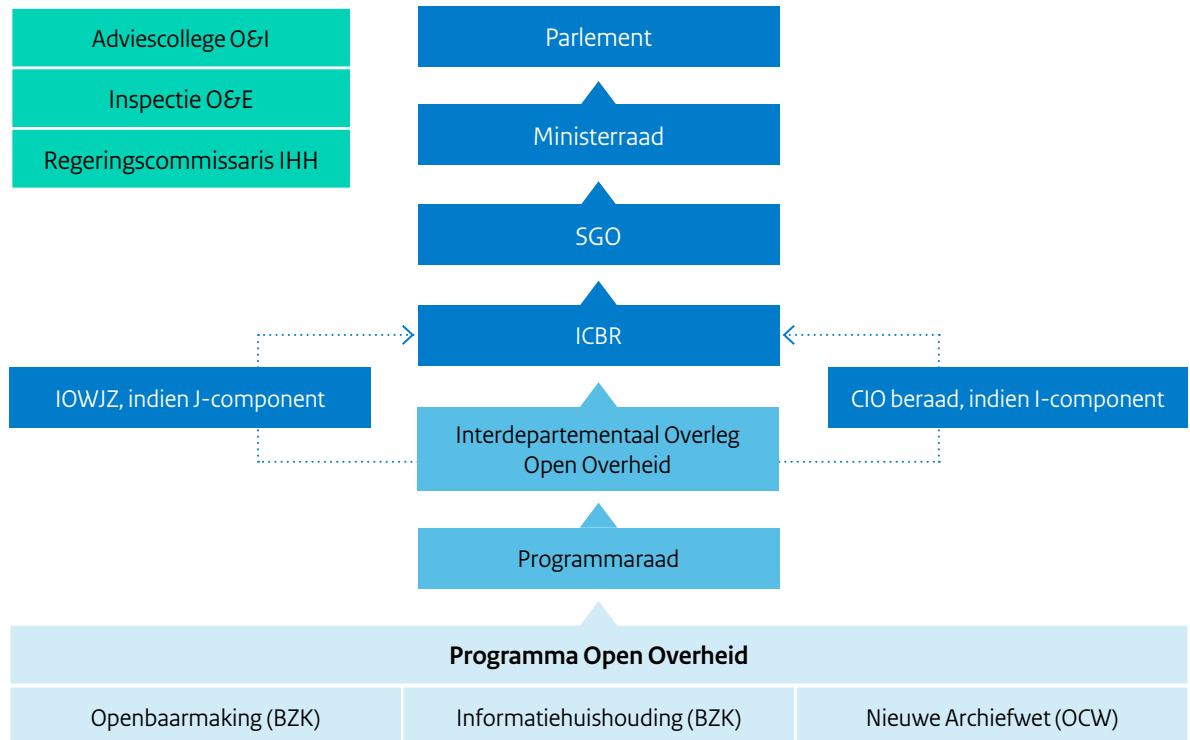 Adviescollege O&I
Inspectie O&E
Regeringscommissaris IHH
Parlement
Ministerraad
SGO
ICBR
IOWJZ, indien J-component
CIO beraad, indien I-component
Interdepartementaal Overleg
Open Overheid
Programmaraad
Programma Open Overheid
Openbaarmaking (BZK)
Informatiehuishouding (BZK)
Nieuwe Archiefwet (OCW)